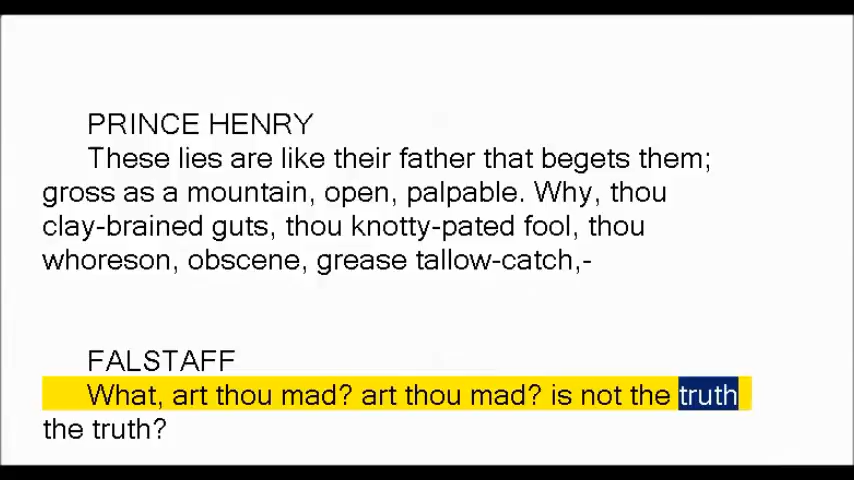 PRINCE HENRY
These lies are like their father that begets them;
gross as a mountain, open, palpable. Why, thou
clay-brained guts, thou knotty-pated fool, thou
whoreson, obscene, grease tallow-catch,-
FALSTAFF
What, art thou mad? art thou mad? is not the truth
the truth?